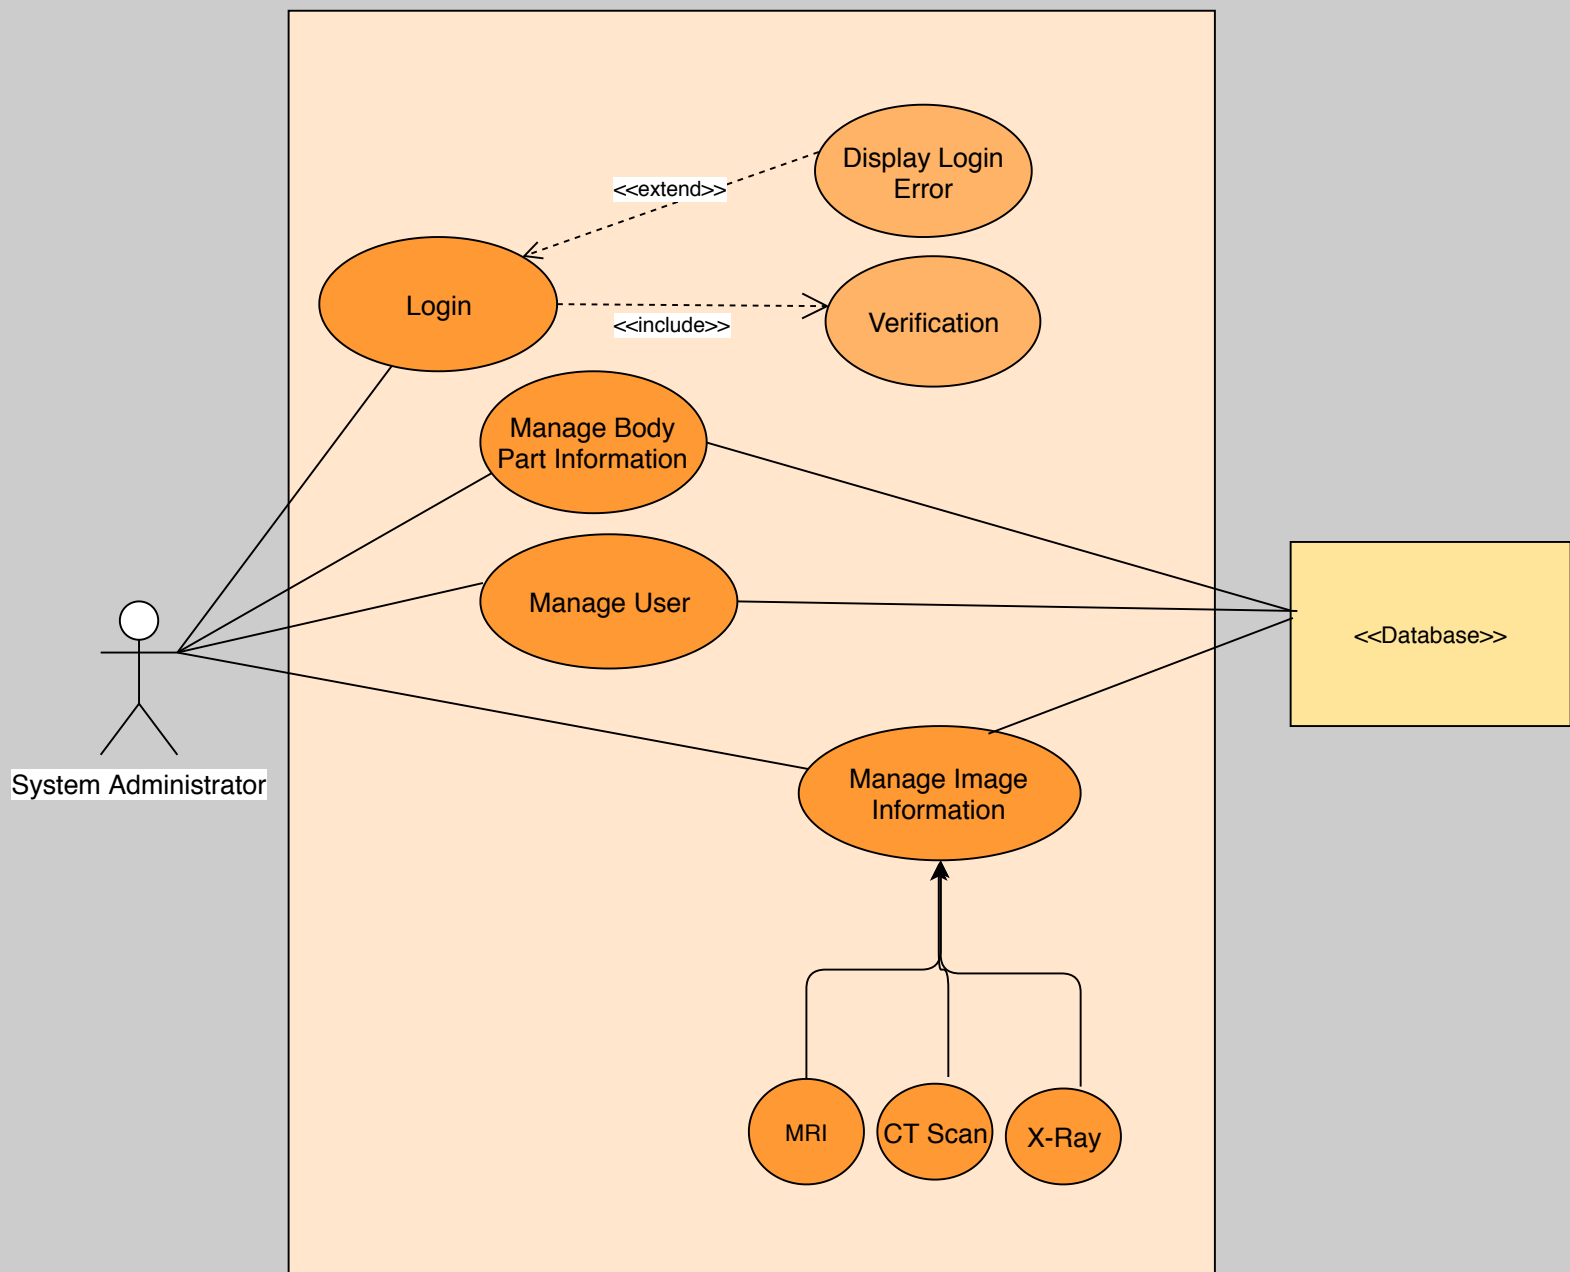 Display Login
Error
<<extend>>
Login
<<include>>
Verification
Manage Body
Part Information
Manage User
<<Database>>
System Administrator
Manage Image
Information
MRI
CT Scan
X-Ray